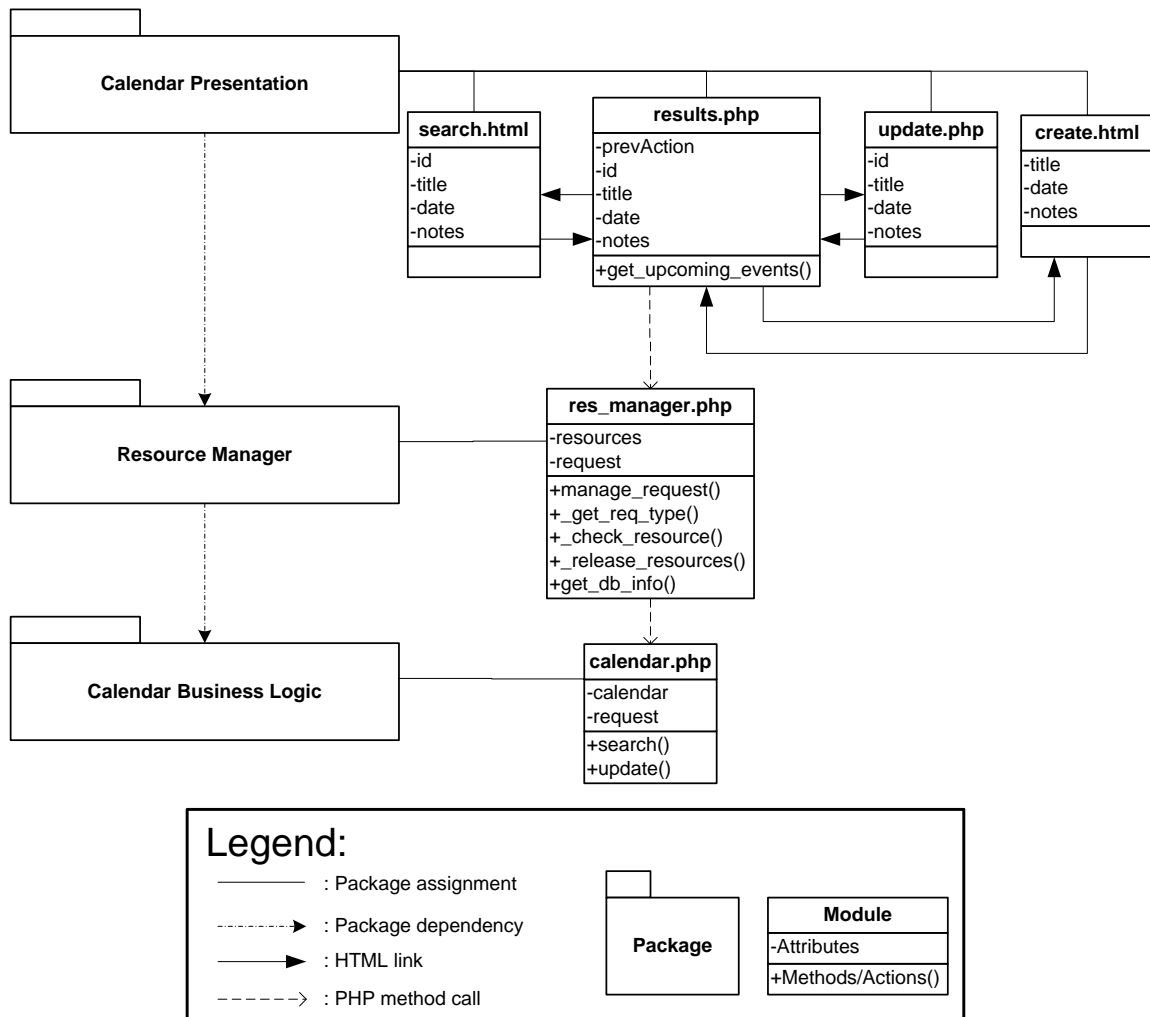 Calendar Presentation
search.html
-id
-title
-date
-notes
results.php
-prevAction
-id
-title
-date
-notes
+get_upcoming_events()
update.php
-id
-title
-date
-notes
create.html
-title
-date
-notes
Resource Manager
res_manager.php
-resources
-request
+manage_request()
+_get_req_type()
+_check_resource()
+_release_resources()
+get_db_info()
Calendar Business Logic
calendar.php
-calendar
-request
+search()
+update()
Legend:
: Package assignment
: Package dependency
: HTML link
: PHP method call
Package
Module
-Attributes
+Methods/Actions()